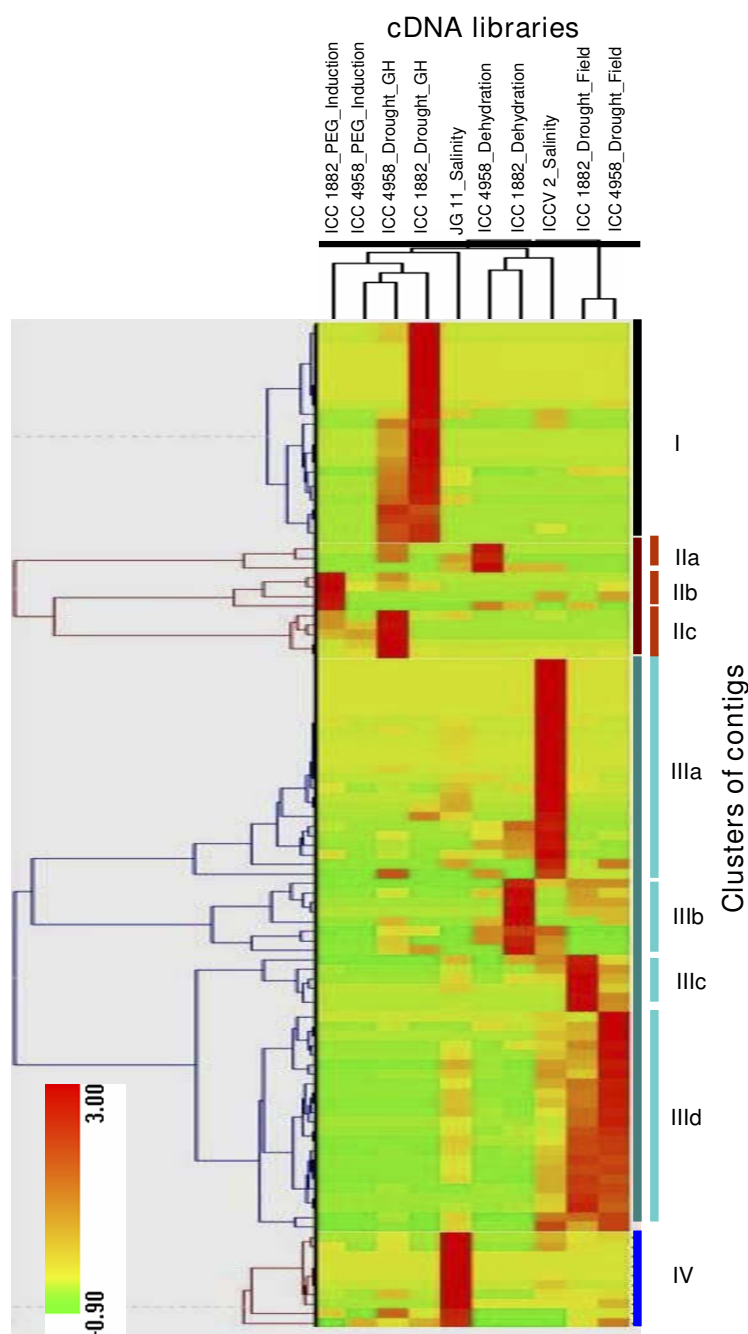 cDNA libraries
ICC 1882_PEG_Induction
ICC 4958_PEG_Induction
ICC 4958_Drought_GH
ICC 1882_Drought_GH
JG 11_Salinity
ICC 4958_Dehydration
ICC 1882_Dehydration
ICCV 2_Salinity
ICC 1882_Drought_Field
ICC 4958_Drought_Field
I
IIa
IIb
IIc
IIIa
IIIb
IIIc
IIId
IV
Clusters of contigs
3.00
-0.90